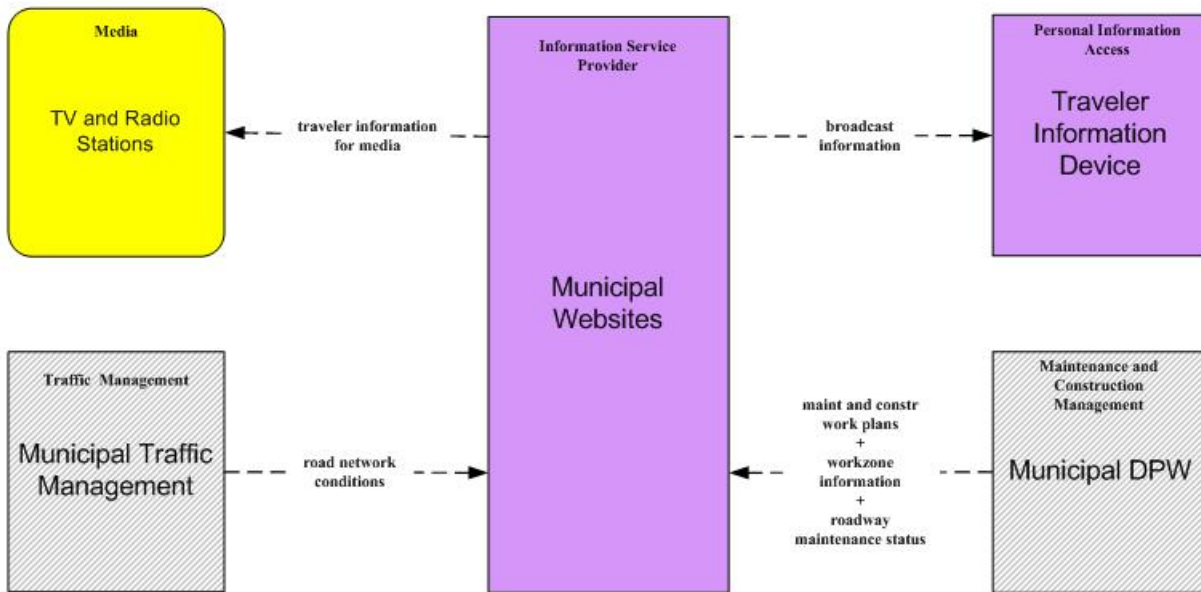 Media
TV and Radio
Stations
traveler information
for media
Information Service
Provider
Municipal
Websites
broadcast
information
Personal Information
Access
Traveler
Information
Device
Traffic Management
Municipal Traffic
Management
road network
conditions
maint and constr
work plans
+
workzone
information
+
roadway
maintenance status
Maintenance and
Construction
Management
Municipal DPW